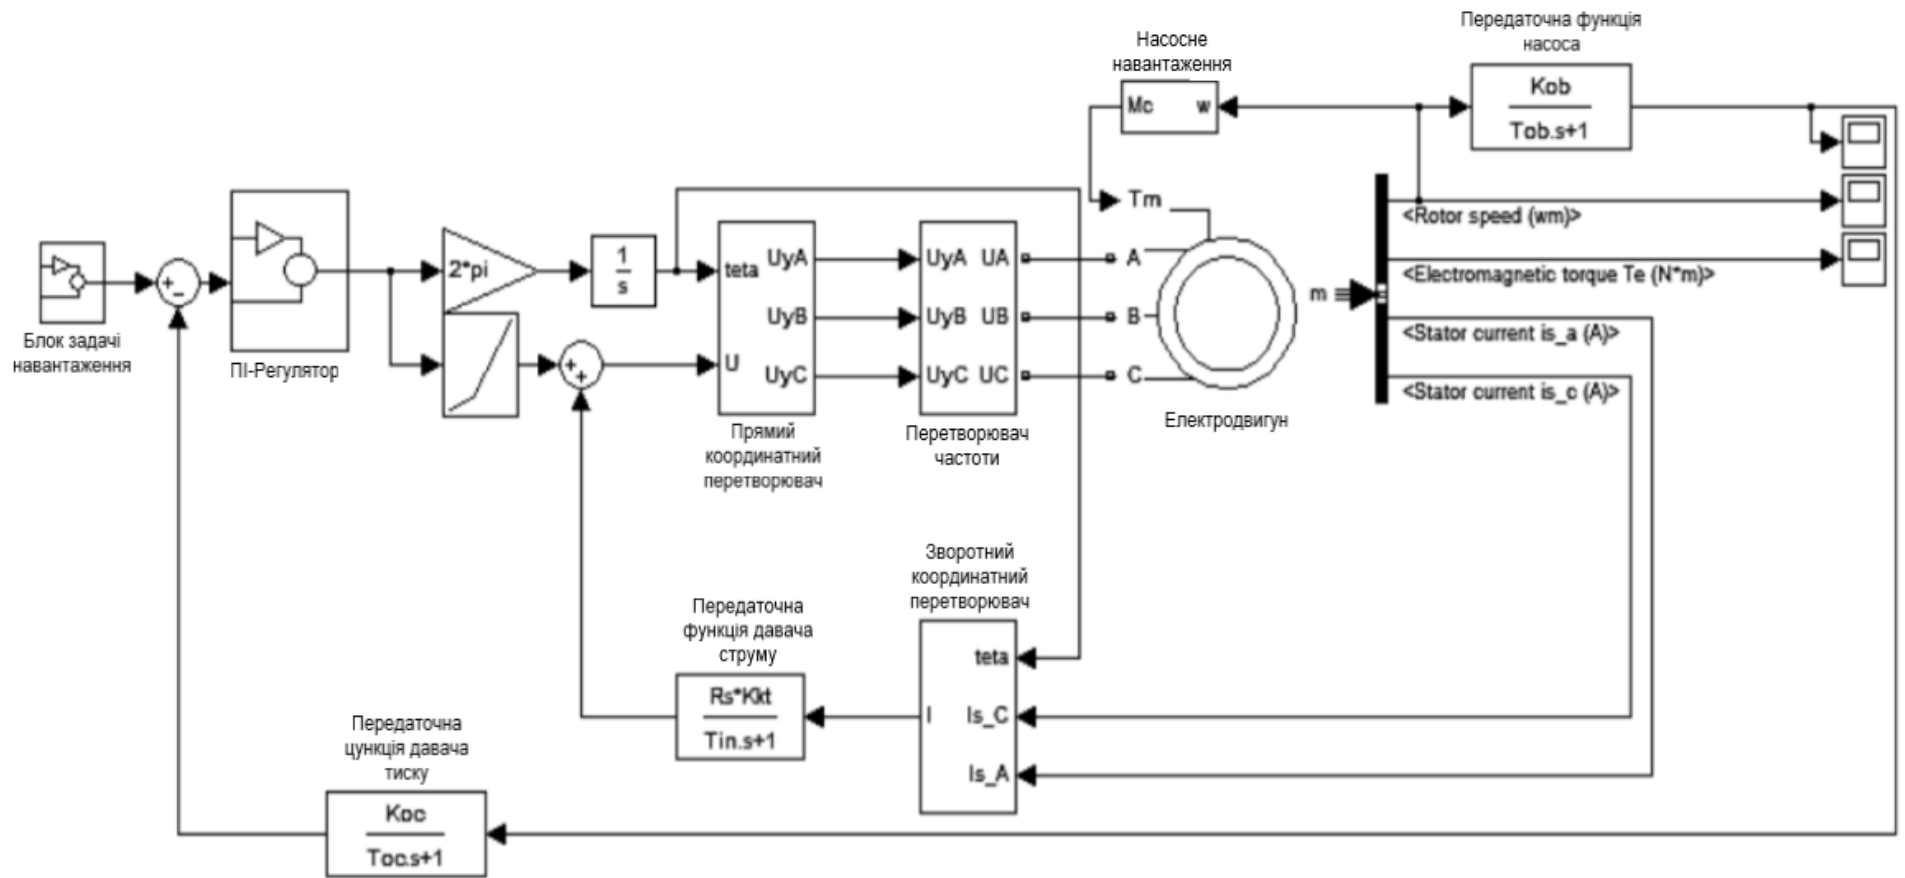 Передаточна функція
насоса
Kob
Tob.s+1
Насосне
навантаження
Mc w
Tm
<Rotor speed (wm)>
<Electromagnetic torque Te (N*m)>
<Stator current is_a (A)>
<Stator current is_c (A)>
m
A
B
C
Електродвигун
Блок задачі
навантаження
+
−
ПІ-Регулятор
2*pi
1
s
+
+
teta UyA
UyB
U UyC
Прямий
координатний
перетворювач
UyA UA
UyB UB
UyC UC
Перетворювач
частоти
Зворотний
координатний
перетворювач
teta
I Is_C
Is_A
Передаточна
функція давача
струму
Rs*Kkt
Tin.s+1
Передаточна
цункція давача
тиску
Koc
Toc.s+1